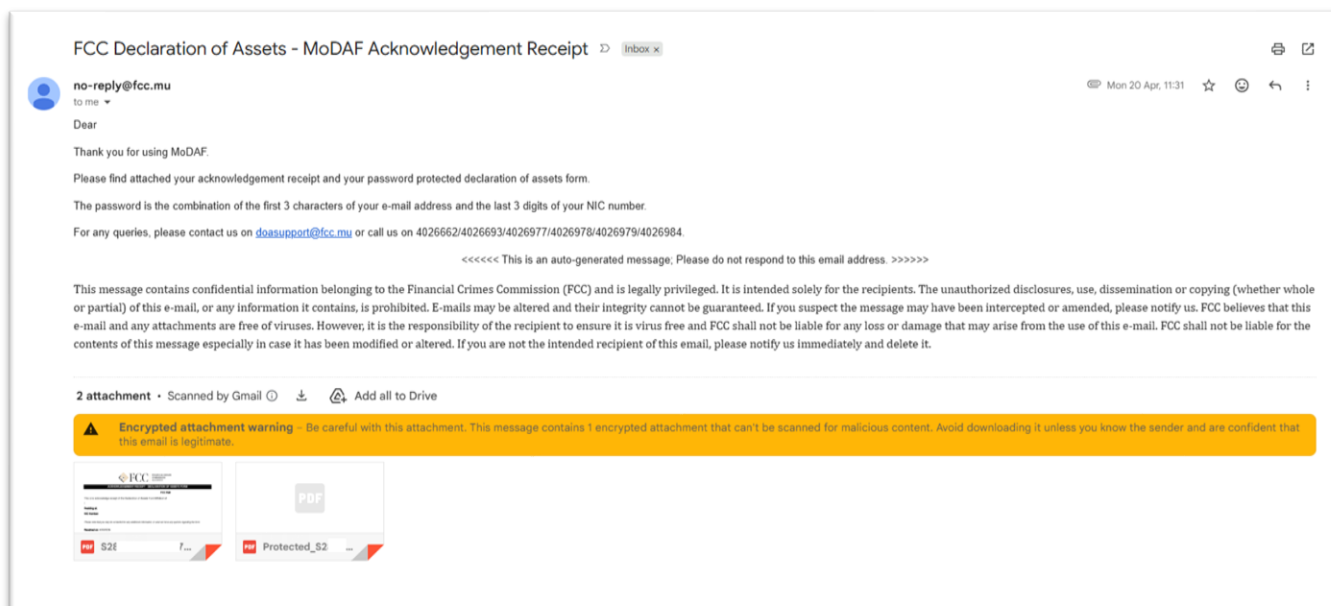 FCC Declaration of Assets - MoDAF Acknowledgement Receipt Inbox x
no-reply@fcc.mu
Mon 20 Apr, 11:31
to me
Dear
Thank you for using MoDAF.
Please find attached your acknowledgement receipt and your password protected declaration of assets form.
The password is the combination of the first 3 characters of your e-mail address and the last 3 digits of your NIC number.
For any queries, please contact us on doasupport@fcc.mu or call us on 4026662/4026693/4026977/4026978/4026979/4026984.
<<<<<< This is an auto-generated message; Please do not respond to this email address. >>>>>>
This message contains confidential information belonging to the Financial Crimes Commission (FCC) and is legally privileged. It is intended solely for the recipients. The unauthorized disclosures, use, dissemination or copying (whether whole
or partial) of this e-mail, or any information it contains, is prohibited. E-mails may be altered and their integrity cannot be guaranteed. If you suspect the message may have been intercepted or amended, please notify us. FCC believes that this
e-mail and any attachments are free of viruses. However, it is the responsibility of the recipient to ensure it is virus free and FCC shall not be liable for any loss or damage that may arise from the use of this e-mail. FCC shall not be liable for the
contents of this message especially in case it has been modified or altered. If you are not the intended recipient of this email, please notify us immediately and delete it.
2 attachment • Scanned by Gmail Add all to Drive
Encrypted attachment warning – Be careful with this attachment. This message contains 1 encrypted attachment that can't be scanned for malicious content. Avoid downloading it unless you know the sender and are confident that
this email is legitimate.
FCC
PDF
PDF S2
PDF Protected_S2 ...